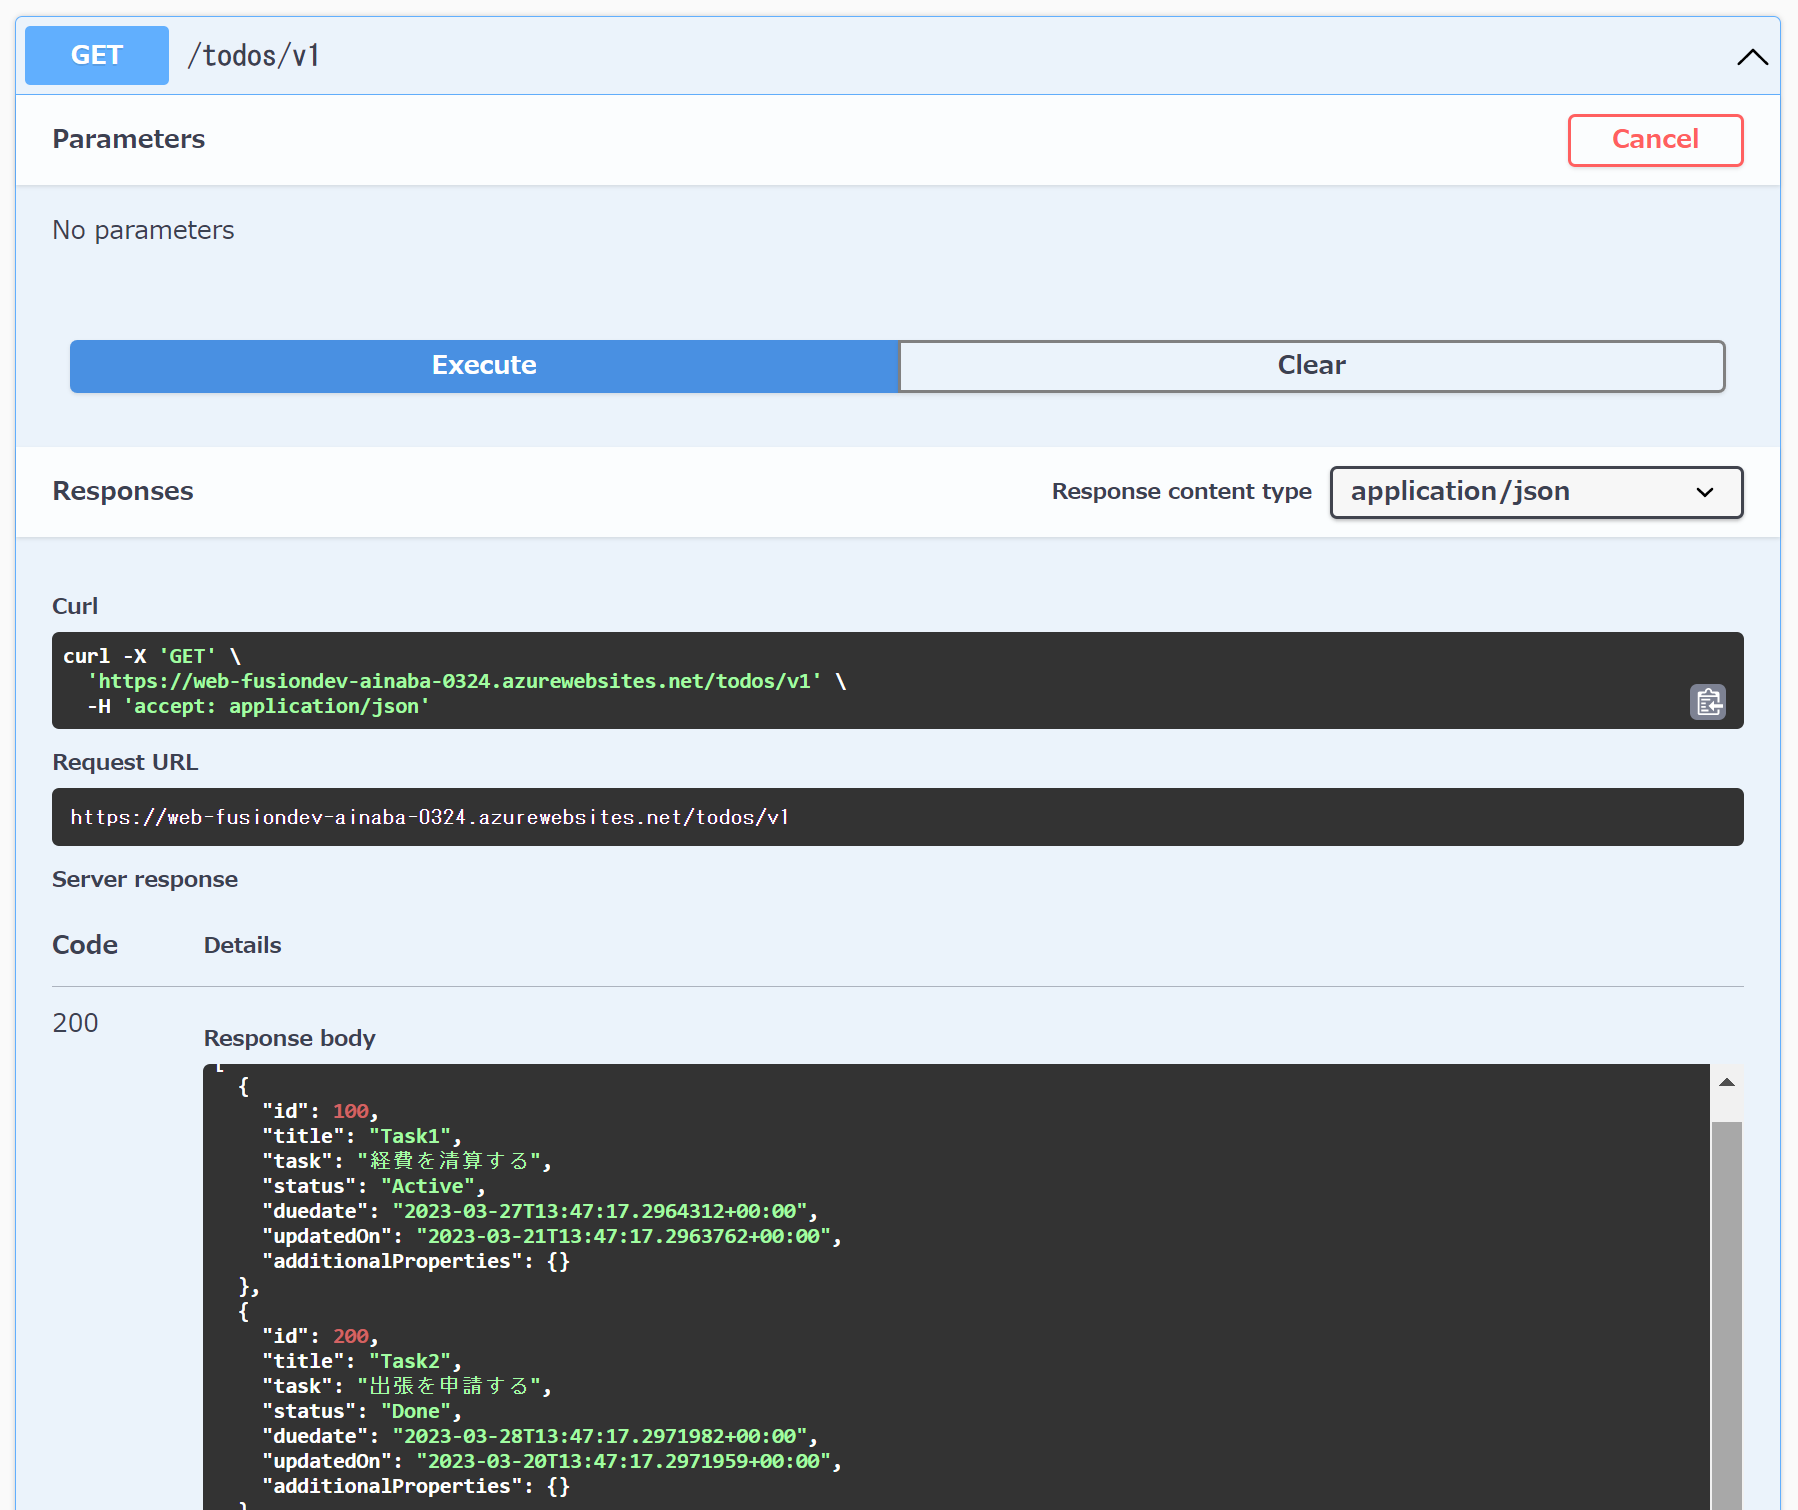 GET /todos/v1
Parameters Cancel
No parameters
Execute Clear
Responses Response content type application/json
Curl
curl -X 'GET' \
  'https://web-fusiondev-ainaba-0324.azurewebsites.net/todos/v1' \
  -H 'accept: application/json'
Request URL
https://web-fusiondev-ainaba-0324.azurewebsites.net/todos/v1
Server response
Code Details
200
Response body
[
  {
    "id": 100,
    "title": "Task1",
    "task": "経費を清算する",
    "status": "Active",
    "duedate": "2023-03-27T13:47:17.2964312+00:00",
    "updatedOn": "2023-03-21T13:47:17.2963762+00:00",
    "additionalProperties": {}
  },
  {
    "id": 200,
    "title": "Task2",
    "task": "出張を申請する",
    "status": "Done",
    "duedate": "2023-03-28T13:47:17.2971982+00:00",
    "updatedOn": "2023-03-20T13:47:17.2971959+00:00",
    "additionalProperties": {}
  }